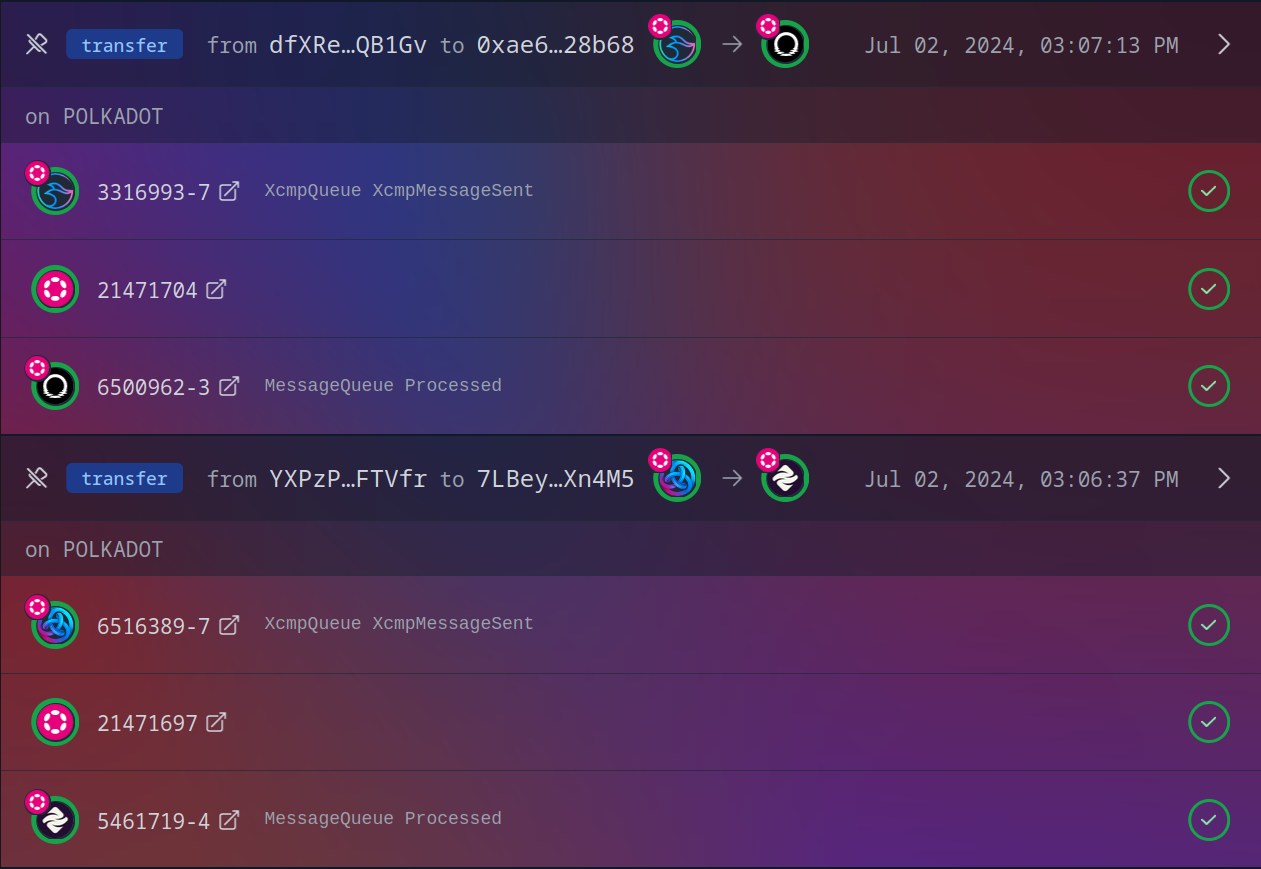 transfer from dfXRe…QB1Gv to 0xae6…28b68 Jul 02, 2024, 03:07:13 PM
on POLKADOT
3316993-7 XcmpQueue XcmpMessageSent
21471704
6500962-3 MessageQueue Processed
transfer from YXPzP…FTVfr to 7LBey…Xn4M5 Jul 02, 2024, 03:06:37 PM
on POLKADOT
6516389-7 XcmpQueue XcmpMessageSent
21471697
5461719-4 MessageQueue Processed